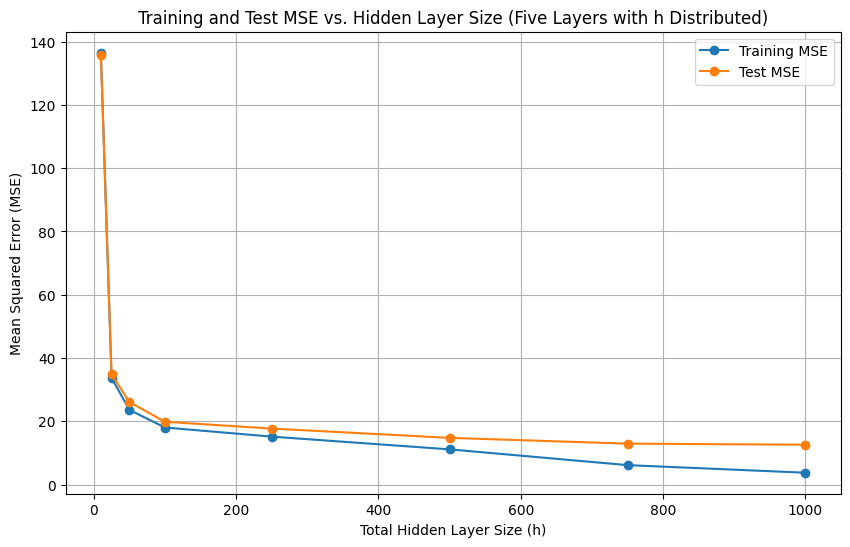 Training and Test MSE vs. Hidden Layer Size (Five Layers with h Distributed)
Training MSE
Test MSE
Mean Squared Error (MSE)
140
120
100
80
60
40
20
0
0 200 400 600 800 1000
Total Hidden Layer Size (h)